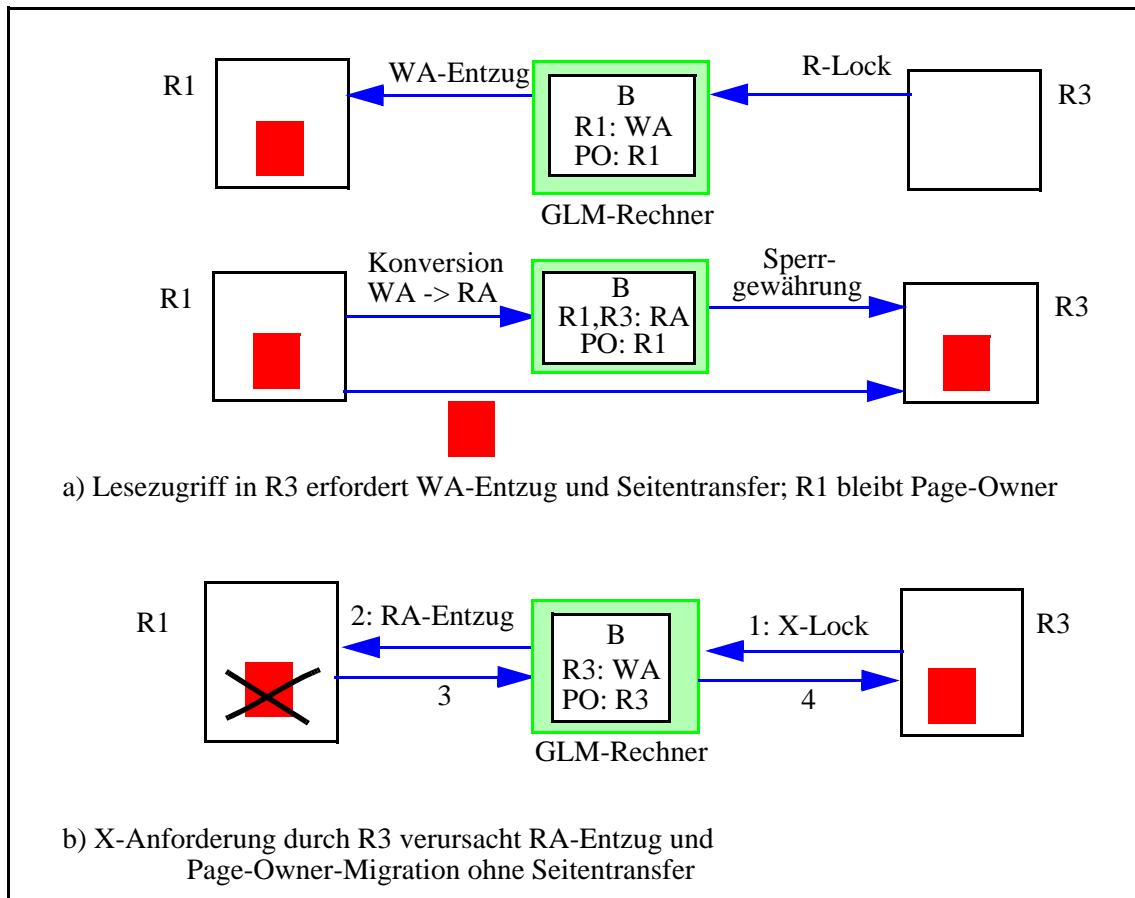 R1
WA-Entzug
B
R1: WA
PO: R1
R-Lock
R3
GLM-Rechner
R1
Konversion
WA -> RA
B
R1,R3: RA
PO: R1
Sperr-
gewährung
R3
a) Lesezugriff in R3 erfordert WA-Entzug und Seitentransfer; R1 bleibt Page-Owner
R1
2: RA-Entzug
3
B
R3: WA
PO: R3
1: X-Lock
4
R3
GLM-Rechner
b) X-Anforderung durch R3 verursacht RA-Entzug und
Page-Owner-Migration ohne Seitentransfer